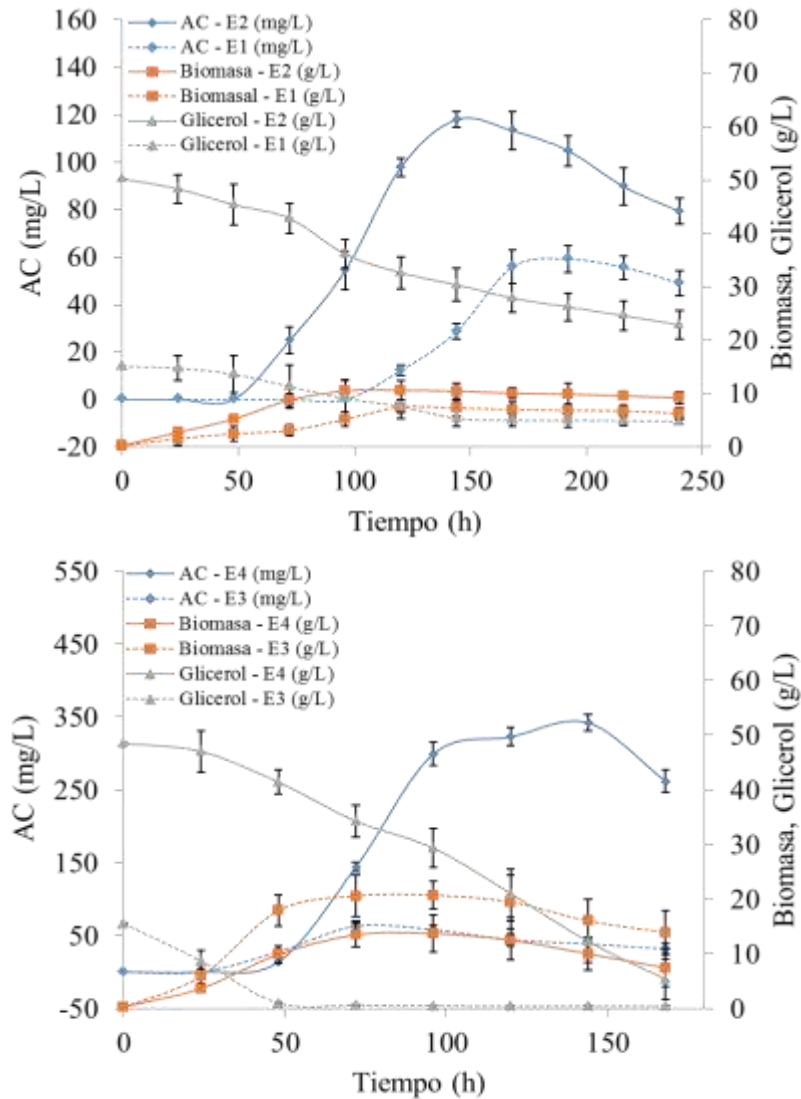 160
140
120
100
80
60
40
20
0
-20
AC (mg/L)
AC - E2 (mg/L)
AC - E1 (mg/L)
Biomasa - E2 (g/L)
Biomasal - E1 (g/L)
Glicerol - E2 (g/L)
Glicerol - E1 (g/L)
80
70
60
50
40
30
20
10
0
Biomasa, Glicerol (g/L)
0 50 100 150 200 250
Tiempo (h)
550
450
350
250
150
50
-50
AC (mg/L)
AC - E4 (mg/L)
AC - E3 (mg/L)
Biomasa - E4 (g/L)
Biomasa - E3 (g/L)
Glicerol - E4 (g/L)
Glicerol - E3 (g/L)
80
70
60
50
40
30
20
10
0
Biomasa, Glicerol (g/L)
0 50 100 150
Tiempo (h)